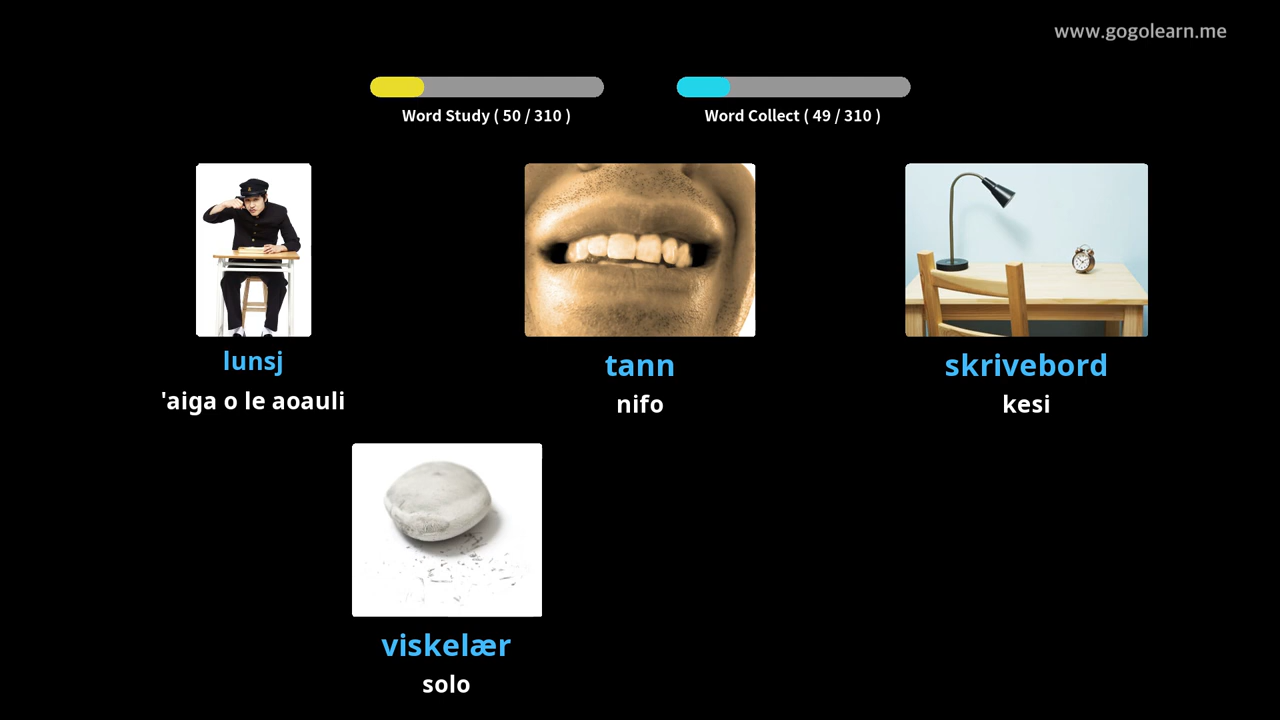 www.gogolearn.me
Word Study ( 50 / 310 )
Word Collect ( 49 / 310 )
lunsj
'aiga o le aoauli
tann
nifo
skrivebord
kesi
viskelær
solo